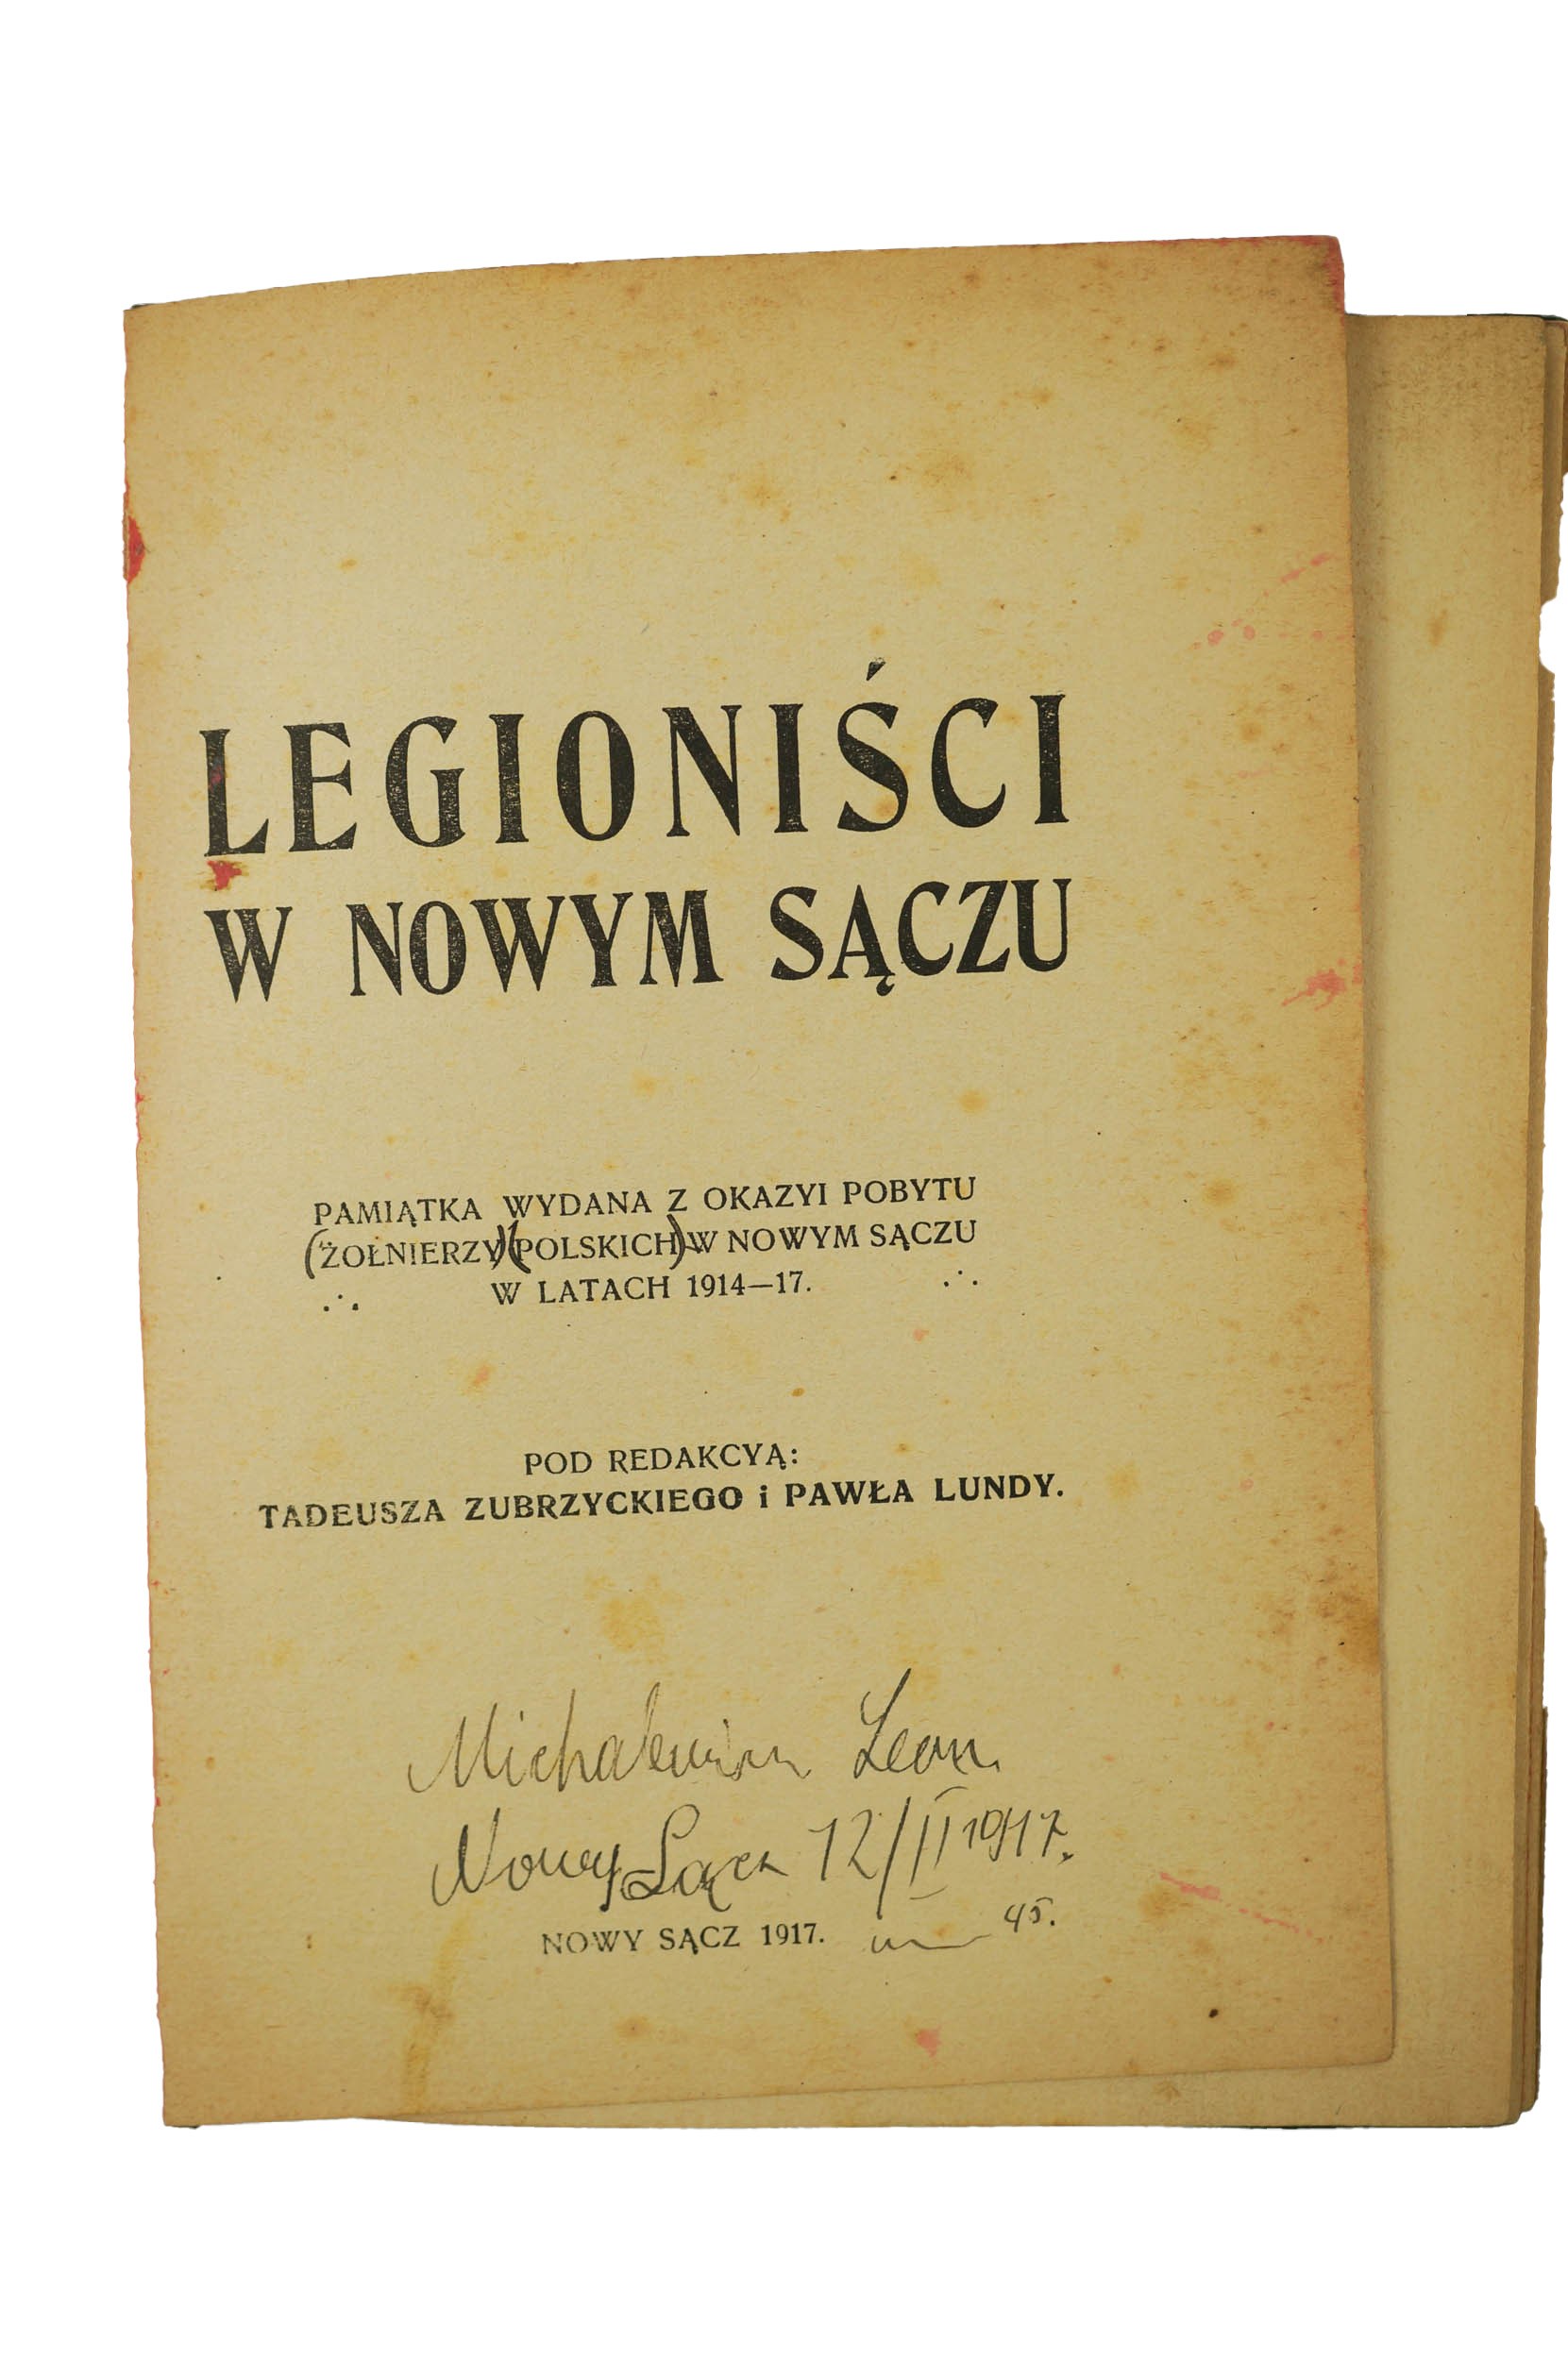 LEGIONIŚCI
W NOWYM SĄCZU
PAMIĄTKA WYDANA Z OKAZYI POBYTU
(ŻOŁNIERZY)(POLSKICH) W NOWYM SĄCZU
W LATACH 1914—17.
POD REDAKCYĄ:
TADEUSZA ZUBRZYCKIEGO i PAWŁA LUNDY.
Leon.
Nowy Sącz 12/II 1917.
45.
NOWY SĄCZ 1917.